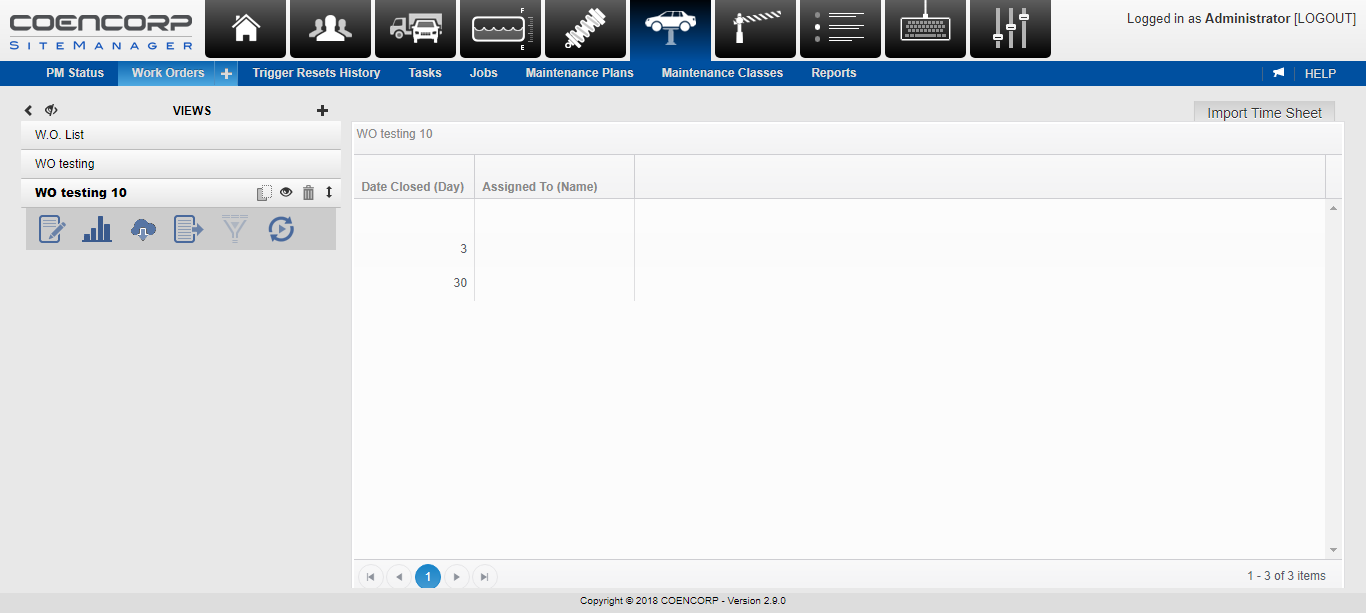 COENCORP
SITEMANAGER
F
E
Logged in as Administrator [LOGOUT]
PM Status
Work Orders
+
Trigger Resets History
Tasks
Jobs
Maintenance Plans
Maintenance Classes
Reports
HELP
VIEWS
Import Time Sheet
W.O. List
WO testing
WO testing 10
WO testing 10
Date Closed (Day)
Assigned To (Name)
3
30
1
1 - 3 of 3 items
Copyright © 2018 COENCORP - Version 2.9.0